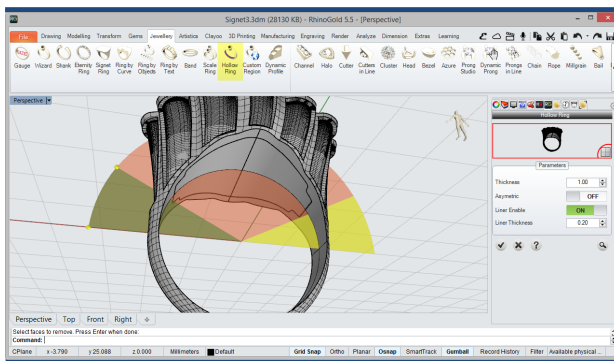 Signet3.3dm (28130 KB) - RhinoGold 5.5 - [Perspective]
File Drawing Modelling Transform Gems Jewellery Artistica Clayoo 3D Printing Manufacturing Engraving Render Analyze Dimension Extras Learning
Gauge Wizard Shank Eternity Ring Signet Ring Ring by Curve Ring by Objects Ring by Text Band Scale Ring Hollow Ring Custom Region Dynamic Profile Channel Halo Cutter Cutters in Line Cluster Head Bezel Azure Prong Studio Dynamic Prong Prongs in Line Chain Rope Milligrain Bail
Perspective
Hollow Ring
Parameters
Thickness 1.00
Asymetric OFF
Liner Enable ON
Liner Thickness 0.20
Perspective Top Front Right
Select faces to remove. Press Enter when done:
Command:
CPlane x -3.790 y 25.088 z 0.000 Millimeters Default Grid Snap Ortho Planar Osnap SmartTrack Gumball Record History Filter Available physical...